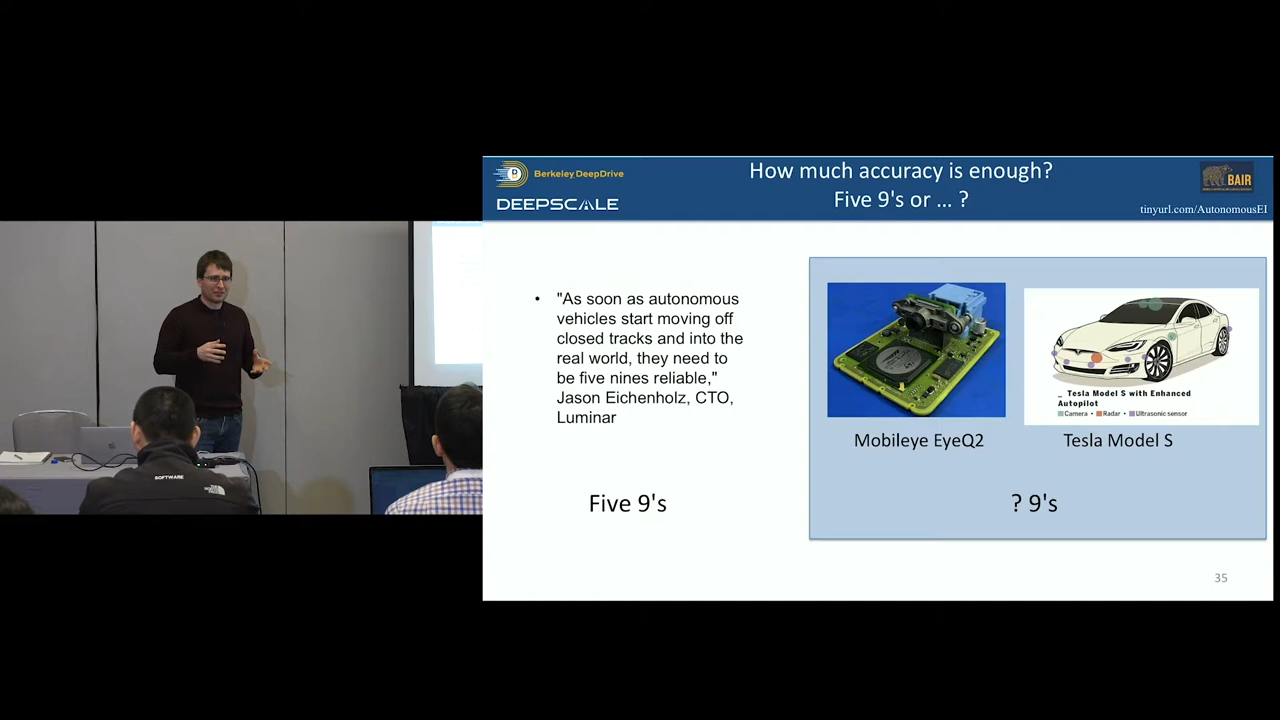 How much accuracy is enough?
Five 9's or ... ?
Berkeley DeepDrive
DEEPSCALE
BAIR
tinyurl.com/AutonomousEI
• "As soon as autonomous
vehicles start moving off
closed tracks and into the
real world, they need to
be five nines reliable,"
Jason Eichenholz, CTO,
Luminar
Five 9's
_ Tesla Model S with Enhanced
Autopilot
Camera • Radar • Ultrasonic sensor
Mobileye EyeQ2
Tesla Model S
? 9's
35
SOFTWARE
THE
NORTH
FACE